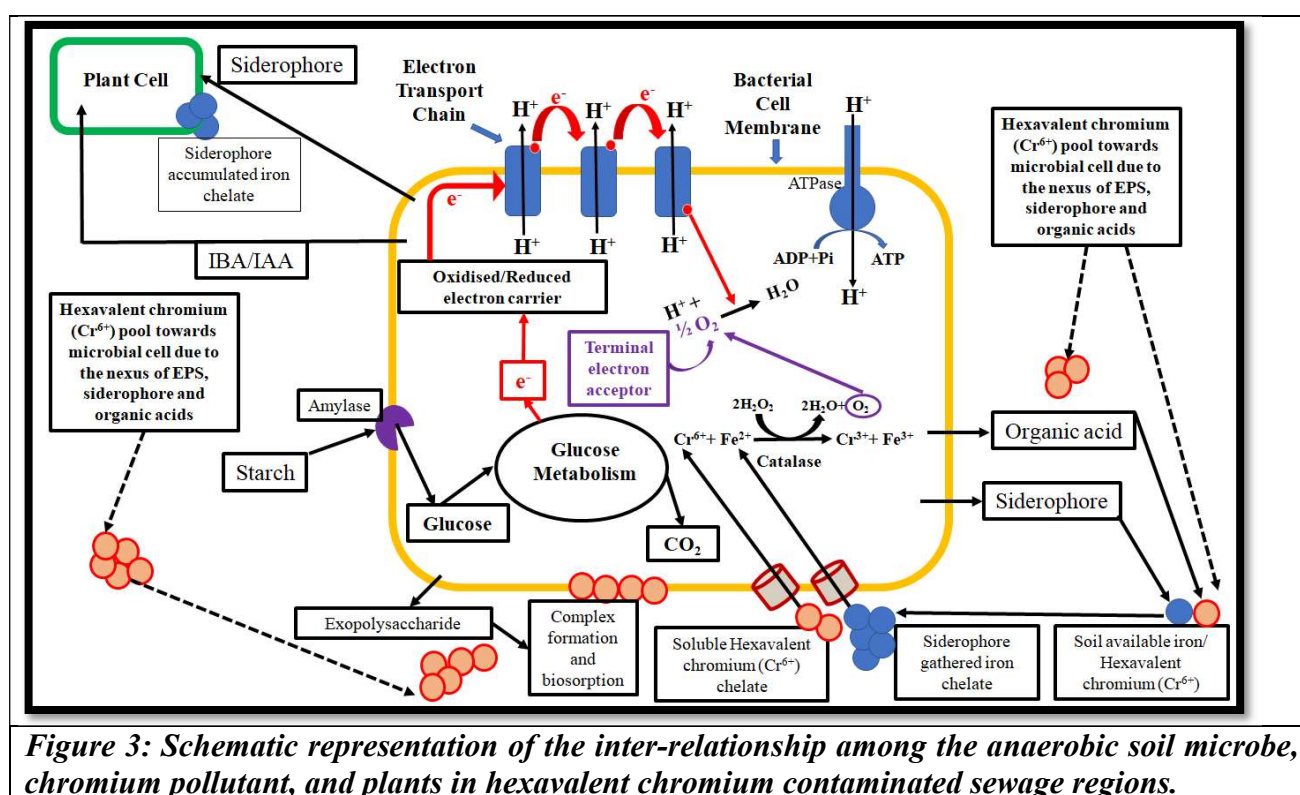 Plant Cell
Siderophore
Siderophore
accumulated iron
chelate
IBA/IAA
Electron
Transport
Chain
H⁺
e⁻
H⁺
e⁻
H⁺
Bacterial
Cell
Membrane
H⁺
ATPase
ADP+Pi
ATP
H⁺
Hexavalent chromium
(Cr⁶⁺) pool towards
microbial cell due to
the nexus of EPS,
siderophore and
organic acids
e⁻
H⁺
H⁺
H⁺
Oxidised/Reduced
electron carrier
H⁺+
½ O₂
H₂O
Terminal
electron
acceptor
e⁻
Hexavalent chromium
(Cr⁶⁺) pool towards
microbial cell due to
the nexus of EPS,
siderophore
and organic acids
Amylase
Starch
Glucose
Glucose
Metabolism
CO₂
2H₂O₂
2H₂O+ O₂
Cr⁶⁺+ Fe²⁺
Cr³⁺+ Fe³⁺
Catalase
Organic acid
Siderophore
Exopolysaccharide
Complex
formation
and
biosorption
Soluble Hexavalent
chromium (Cr⁶⁺)
chelate
Siderophore
gathered iron
chelate
Soil available iron/
Hexavalent
chromium (Cr⁶⁺)
Figure 3: Schematic representation of the inter-relationship among the anaerobic soil microbe,
chromium pollutant, and plants in hexavalent chromium contaminated sewage regions.